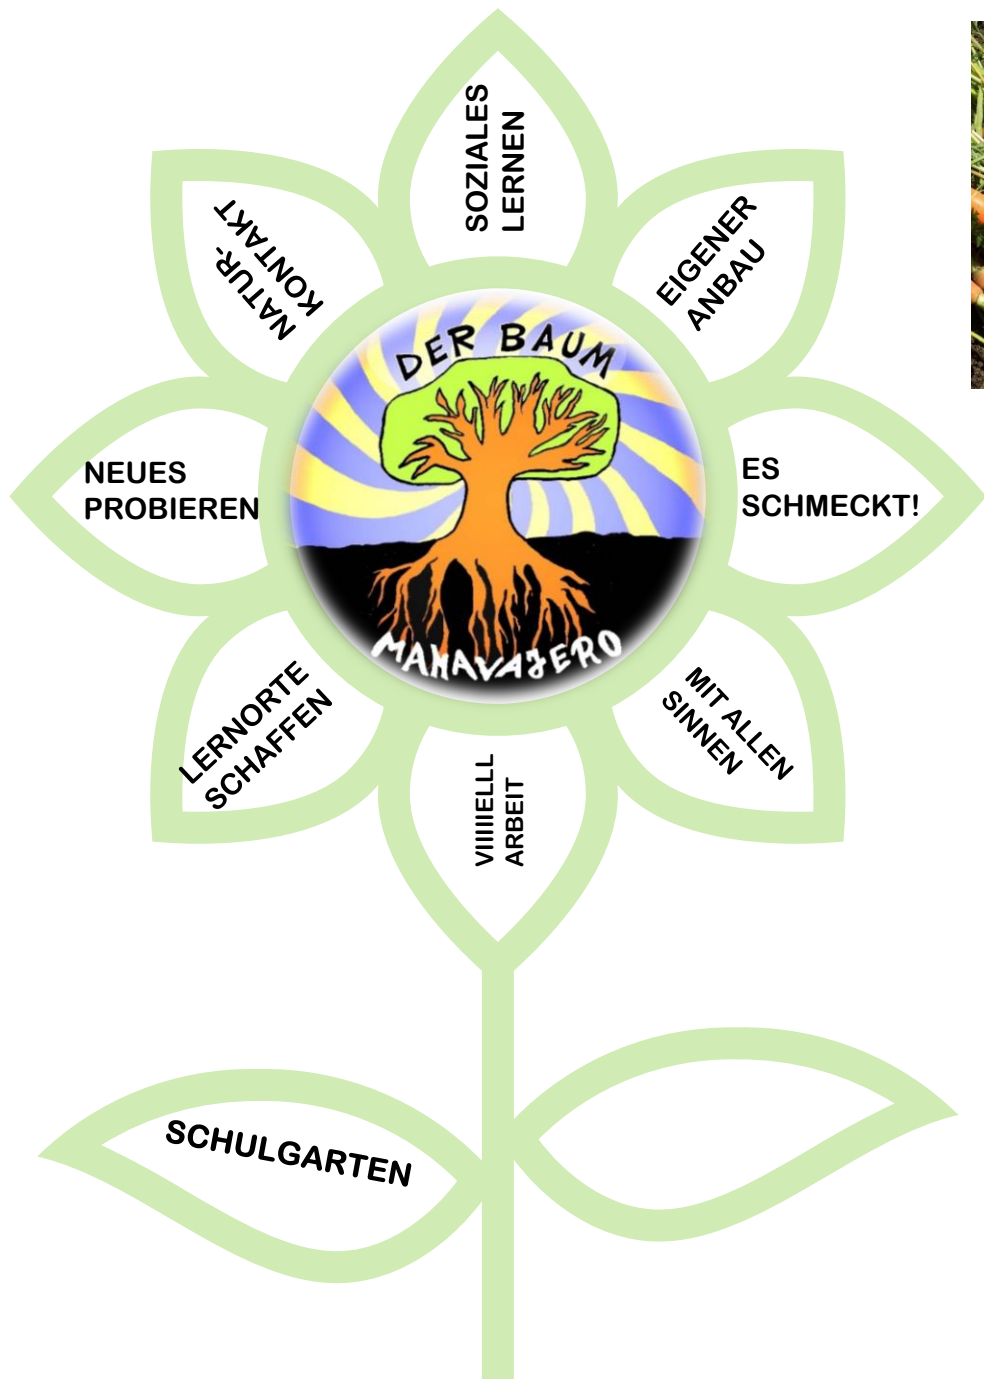 SOZIALES
LERNEN
EIGENER
ANBAU
ES
SCHMECKT!
MIT ALLEN
SINNEN
VIIIIIELLL
ARBEIT
LERNORTE
SCHAFFEN
NEUES
PROBIEREN
NATUR-
KONTAKT
DER BAUM
MAHAVAJERO
SCHULGARTEN